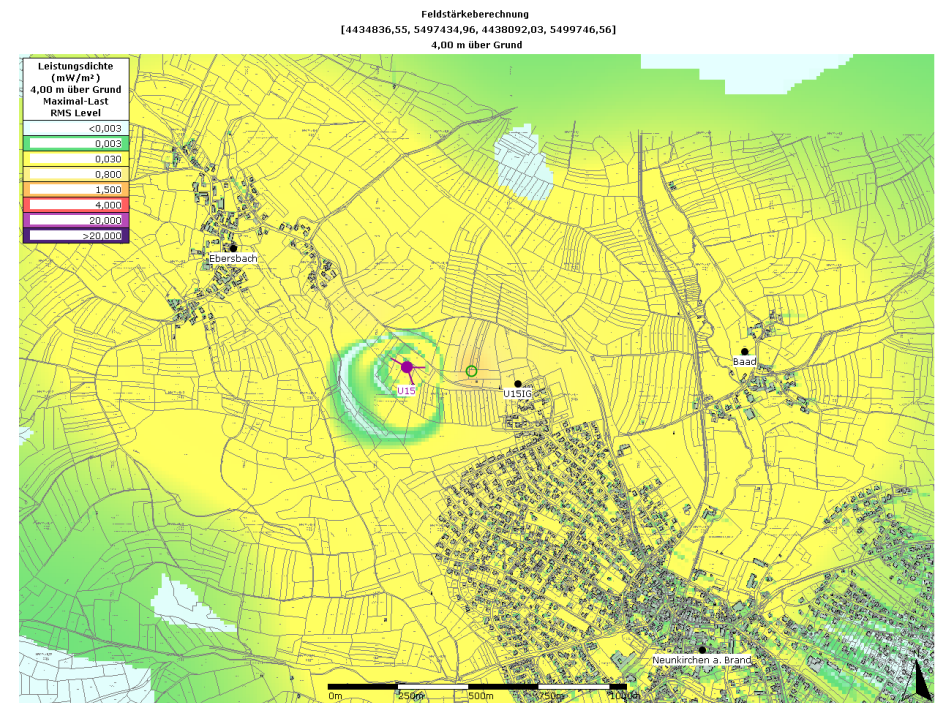 Feldstärkeberechnung
[4434836,55, 5497434,96, 4438092,03, 5499746,56]
4,00 m über Grund
Leistungsdichte
(mW/m²)
4,00 m über Grund
Maximal-Last
RMS Level
<0,003
0,003
0,030
0,800
1,500
4,000
20,000
>20,000
Ebersbach
Baad
U15
U15IG
Neunkirchen a. Brand
0m
250m
500m
750m
1000m